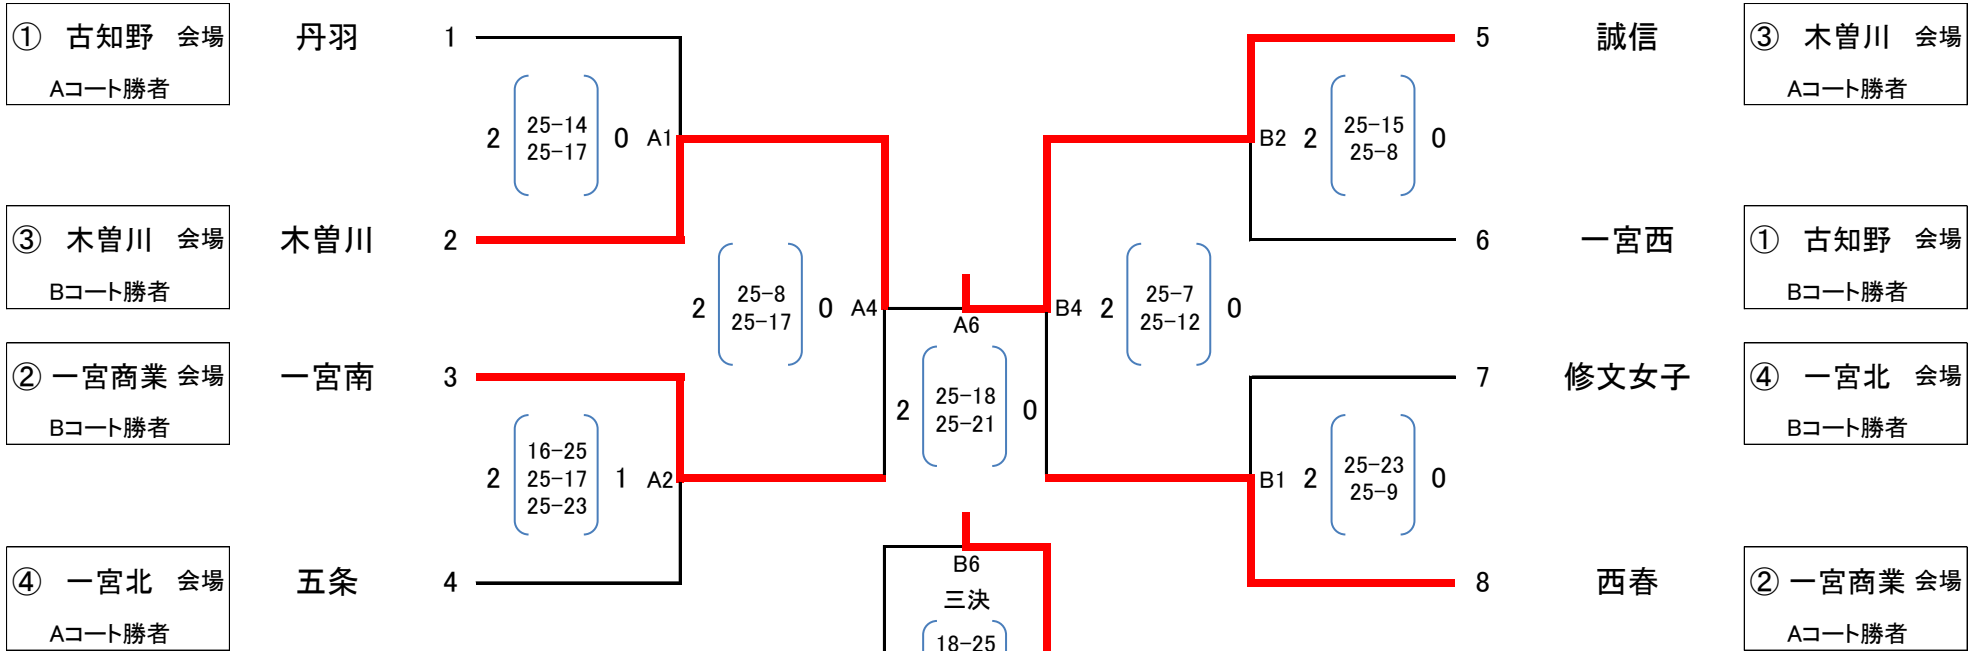 ① 古知野 会場 丹羽 1 5 誠信 ③ 木曽川 会場
Aコート勝者 Aコート勝者
2 25-14 0 A1 B2 2 25-15 0
25-17 25-8
③ 木曽川 会場 木曽川 2 6 一宮西 ① 古知野 会場
Bコート勝者 Bコート勝者
2 25-8 0 A4 B4 2 25-7 0
25-17 25-12
A6
② 一宮商業 会場 一宮南 3 7 修文女子 ④ 一宮北 会場
2 25-18 0
25-21
Bコート勝者 Bコート勝者
2 16-25 1 A2 B1 2 25-23 0
25-17 25-9
25-23
B6
④ 一宮北 会場 五条 4 8 西春 ② 一宮商業 会場
三決
Aコート勝者 Aコート勝者
18-25